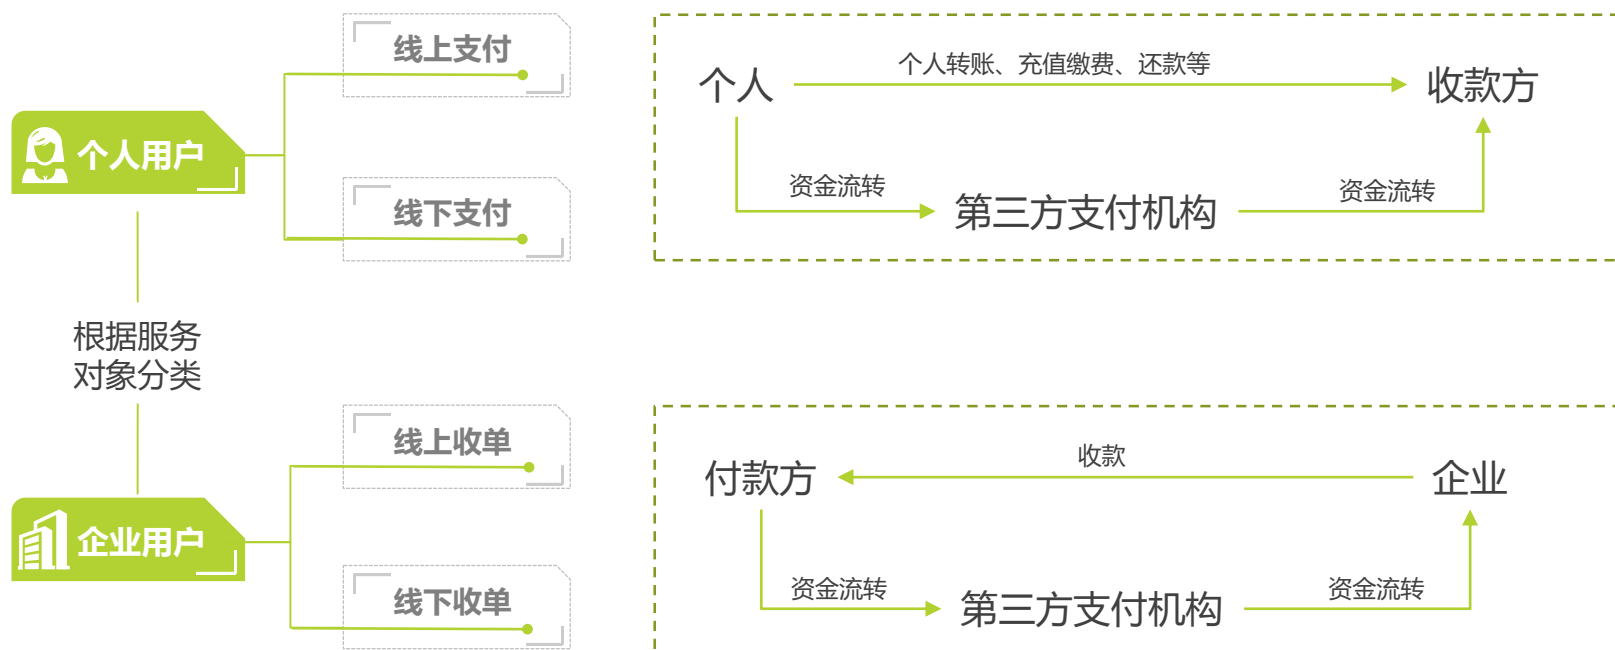 线上支付
个人用户
线下支付
个人转账、充值缴费、还款等
个人
收款方
资金流转
第三方支付机构
资金流转
根据服务
对象分类
线上收单
企业用户
线下收单
收款
付款方
企业
资金流转
第三方支付机构
资金流转